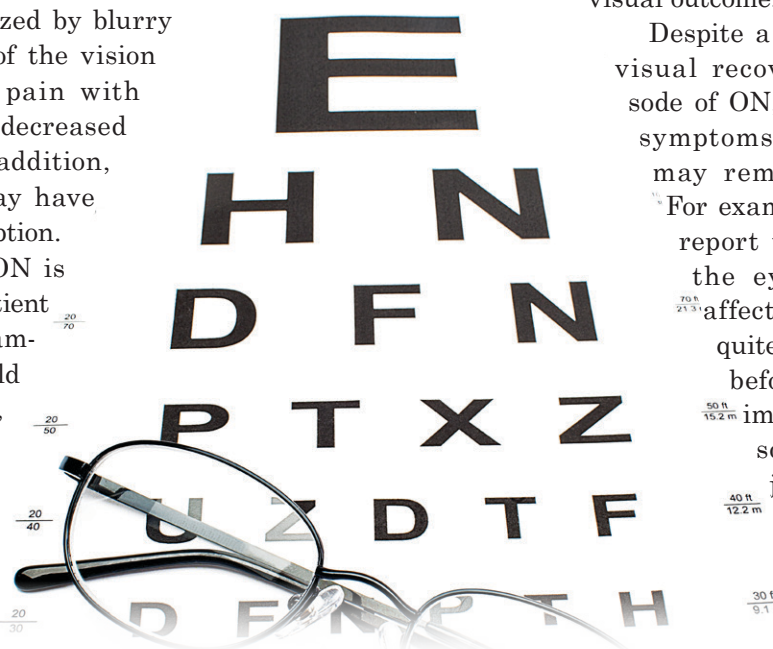 zed by blurry
of the vision
pain with
decreased
addition,
ay have
ption.
ON is
tient
am-
ld
E
H N
20
70
D F N
70 ft
21.3
20
50
P T X Z
50 ft
15.2 m
20
40
U Z D T F
40 ft
12.2 m
20
30
D F N P T H
30 f
9.1
visual outcome
Despite a
visual recov
sode of ON
symptoms
may rem
For exam
report
the ey
affect
quite
befo
im
so